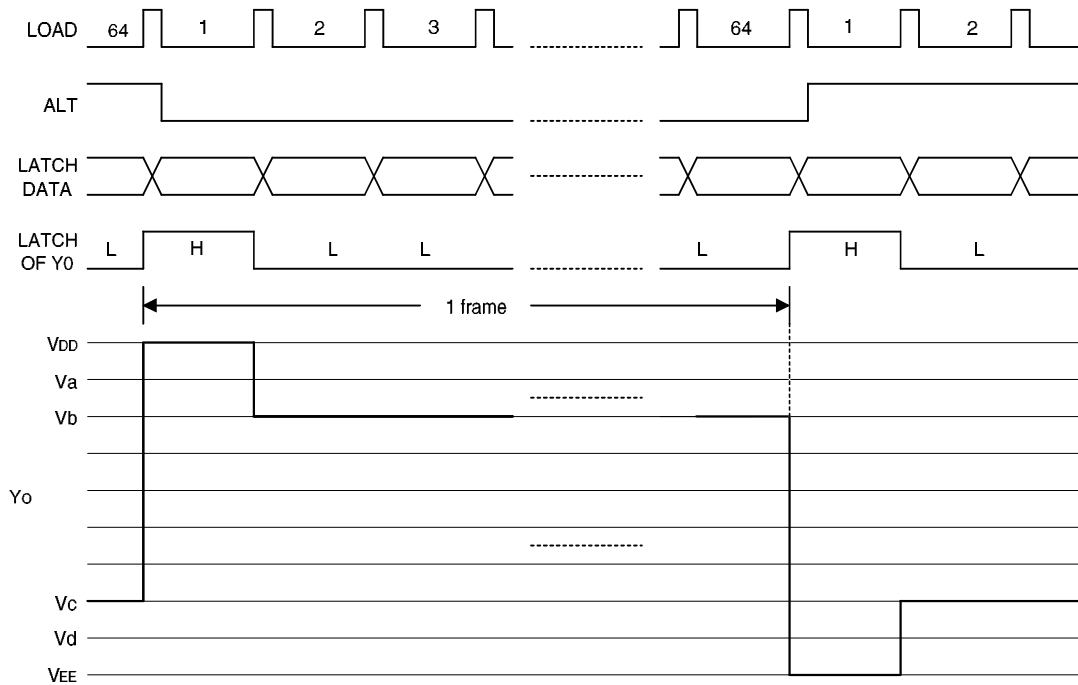 LOAD 64 1 2 3 64 1 2
ALT
LATCH
DATA
LATCH
OF Y0 L H L L L H L
1 frame
VDD
Va
Vb
Yo
Vc
Vd
VEE